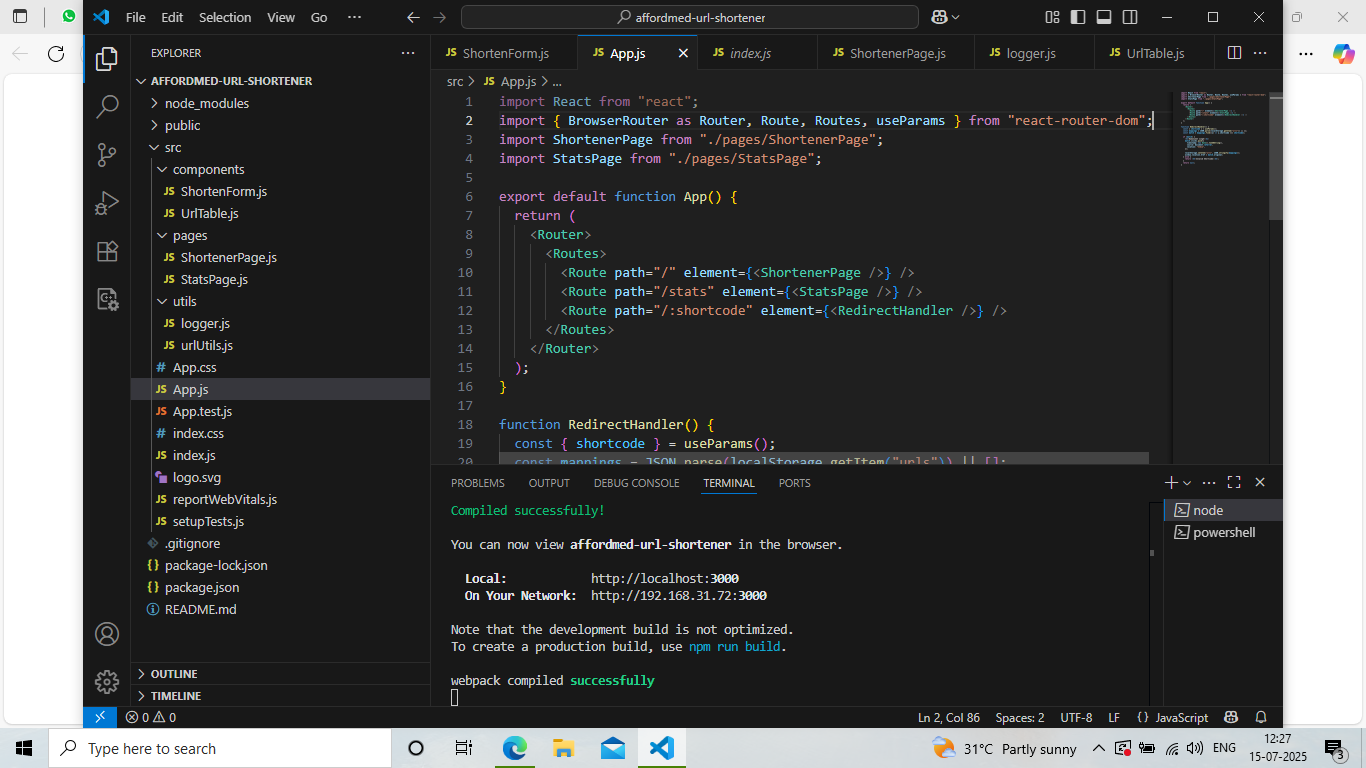 File Edit Selection View Go ··· affordmed-url-shortener
EXPLORER ···
AFFORDMED-URL-SHORTENER
node_modules
public
src
components
JS ShortenForm.js
JS UrlTable.js
pages
JS ShortenerPage.js
JS StatsPage.js
utils
JS logger.js
JS urlUtils.js
# App.css
JS App.js
JS App.test.js
# index.css
JS index.js
logo.svg
JS reportWebVitals.js
JS setupTests.js
.gitignore
{} package-lock.json
{} package.json
README.md
OUTLINE
TIMELINE
JS ShortenForm.js JS App.js JS index.js JS ShortenerPage.js JS logger.js JS UrlTable.js ···
src > JS App.js > ...
1 import React from "react";
2 import { BrowserRouter as Router, Route, Routes, useParams } from "react-router-dom";
3 import ShortenerPage from "./pages/ShortenerPage";
4 import StatsPage from "./pages/StatsPage";
5
6 export default function App() {
7 return (
8 <Router>
9 <Routes>
10 <Route path="/" element={<ShortenerPage />} />
11 <Route path="/stats" element={<StatsPage />} />
12 <Route path="/:shortcode" element={<RedirectHandler />} />
13 </Routes>
14 </Router>
15 );
16 }
17
18 function RedirectHandler() {
19 const { shortcode } = useParams();
20 const mappings = JSON.parse(localStorage.getItem("urls")) || [];
PROBLEMS OUTPUT DEBUG CONSOLE TERMINAL PORTS
Compiled successfully!
You can now view affordmed-url-shortener in the browser.
Local: http://localhost:3000
On Your Network: http://192.168.31.72:3000
Note that the development build is not optimized.
To create a production build, use npm run build.
webpack compiled successfully
node
powershell
0 0 Ln 2, Col 86 Spaces: 2 UTF-8 LF {} JavaScript
Type here to search 31°C Partly sunny ENG 12:27
15-07-2025 3